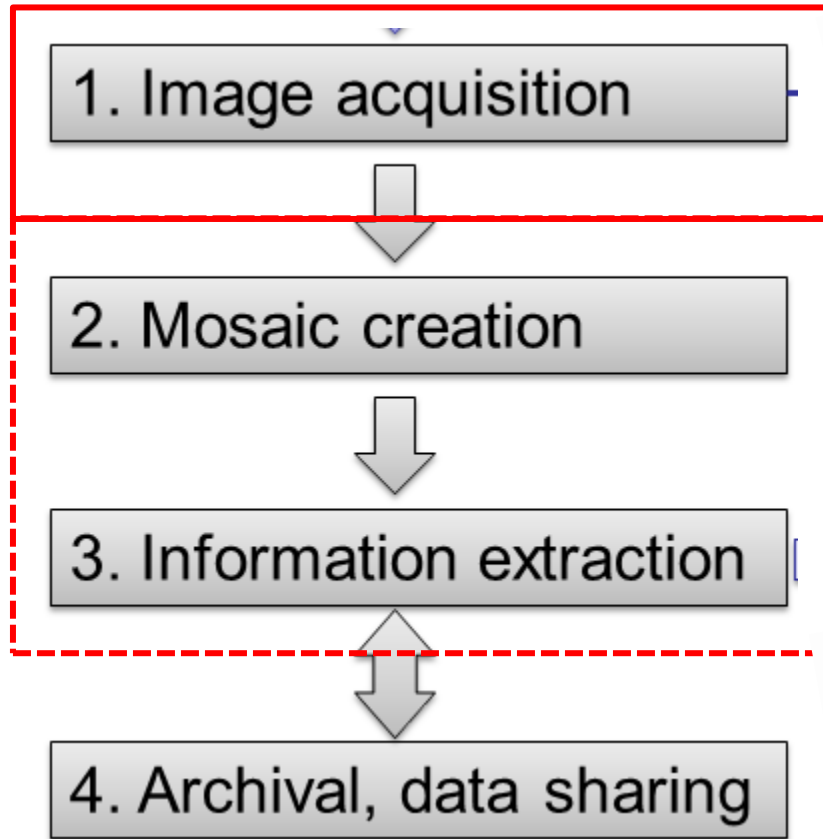 1. Image acquisition
2. Mosaic creation
3. Information extraction
4. Archival, data sharing